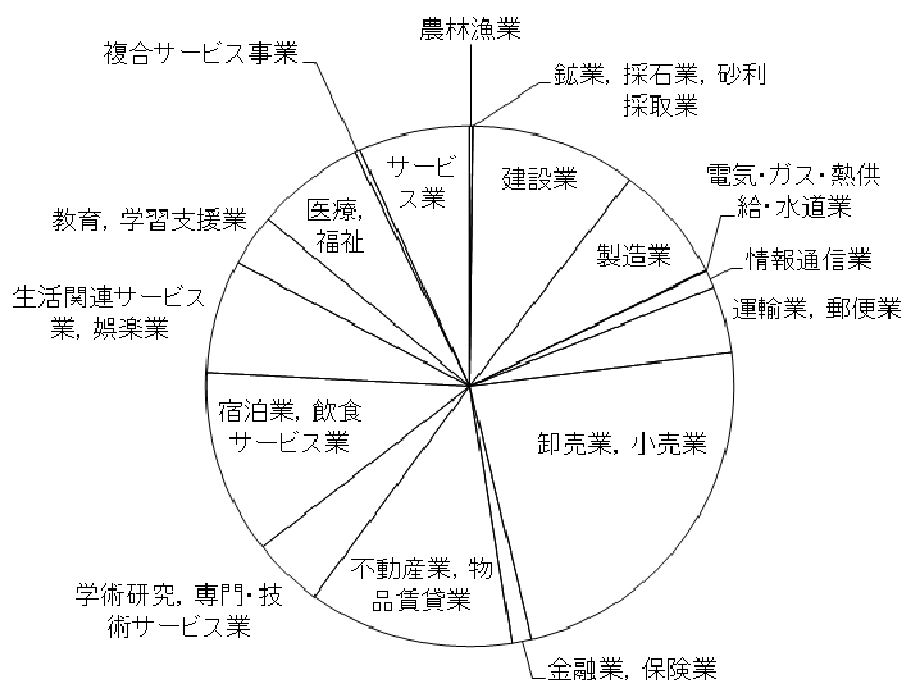 農林漁業
複合サービス事業
鉱業, 採石業, 砂利
採取業
サービ
ス業
建設業
電気・ガス・熱供
給・水道業
医療,
福祉
教育, 学習支援業
製造業
情報通信業
生活関連サービス
業, 娯楽業
運輸業, 郵便業
宿泊業, 飲食
サービス業
卸売業, 小売業
不動産業, 物
品賃貸業
学術研究, 専門・技
術サービス業
金融業, 保険業